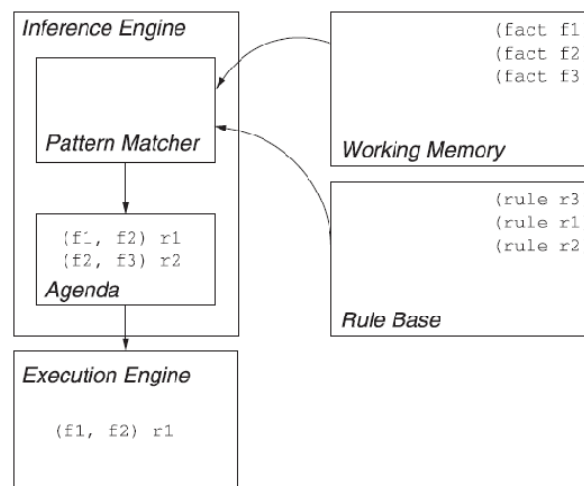 Inference Engine
Pattern Matcher
(f1, f2) r1
(f2, f3) r2
Agenda
Execution Engine
(f1, f2) r1
(fact f1
(fact f2
(fact f3
Working Memory
(rule r3
(rule r1
(rule r2
Rule Base